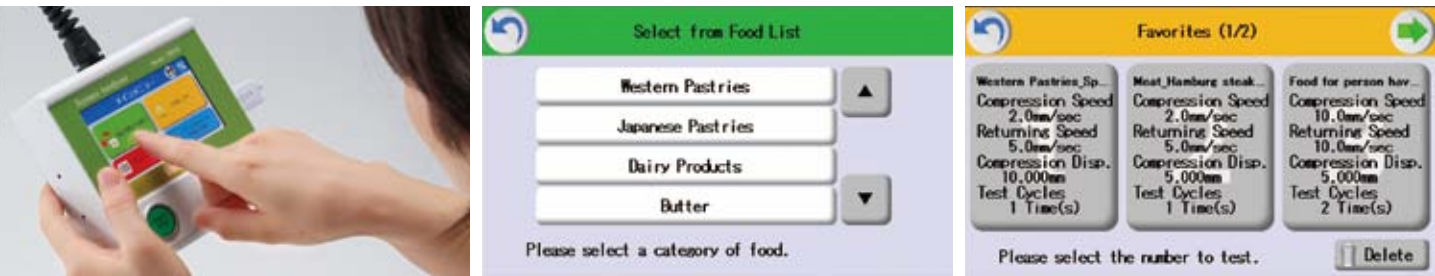 Select from Food List
Western Pastries
Japanese Pastries
Dairy Products
Butter
Please select a category of food.
Favorites (1/2)
Western Pastries_Sp...
Compression Speed
2.0mm/sec
Returning Speed
5.0mm/sec
Compression Disp.
10.000mm
Test Cycles
1 Time(s)
Meat_Hamburg steak...
Compression Speed
2.0mm/sec
Returning Speed
5.0mm/sec
Compression Disp.
5.000mm
Test Cycles
1 Time(s)
Food for person hav...
Compression Speed
10.0mm/sec
Returning Speed
10.0mm/sec
Compression Disp.
5.000mm
Test Cycles
2 Time(s)
Please select the number to test.
Delete